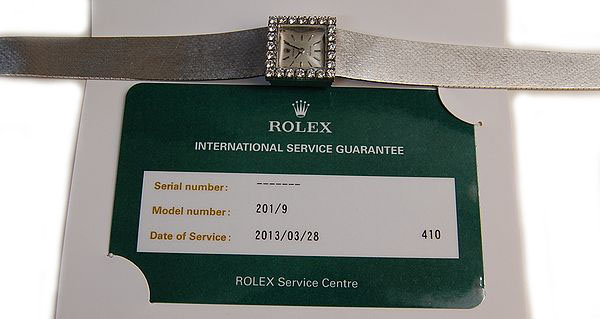 ROLEX
INTERNATIONAL SERVICE GUARANTEE
Serial number: -------
Model number: 201/9
Date of Service: 2013/03/28 410
ROLEX Service Centre